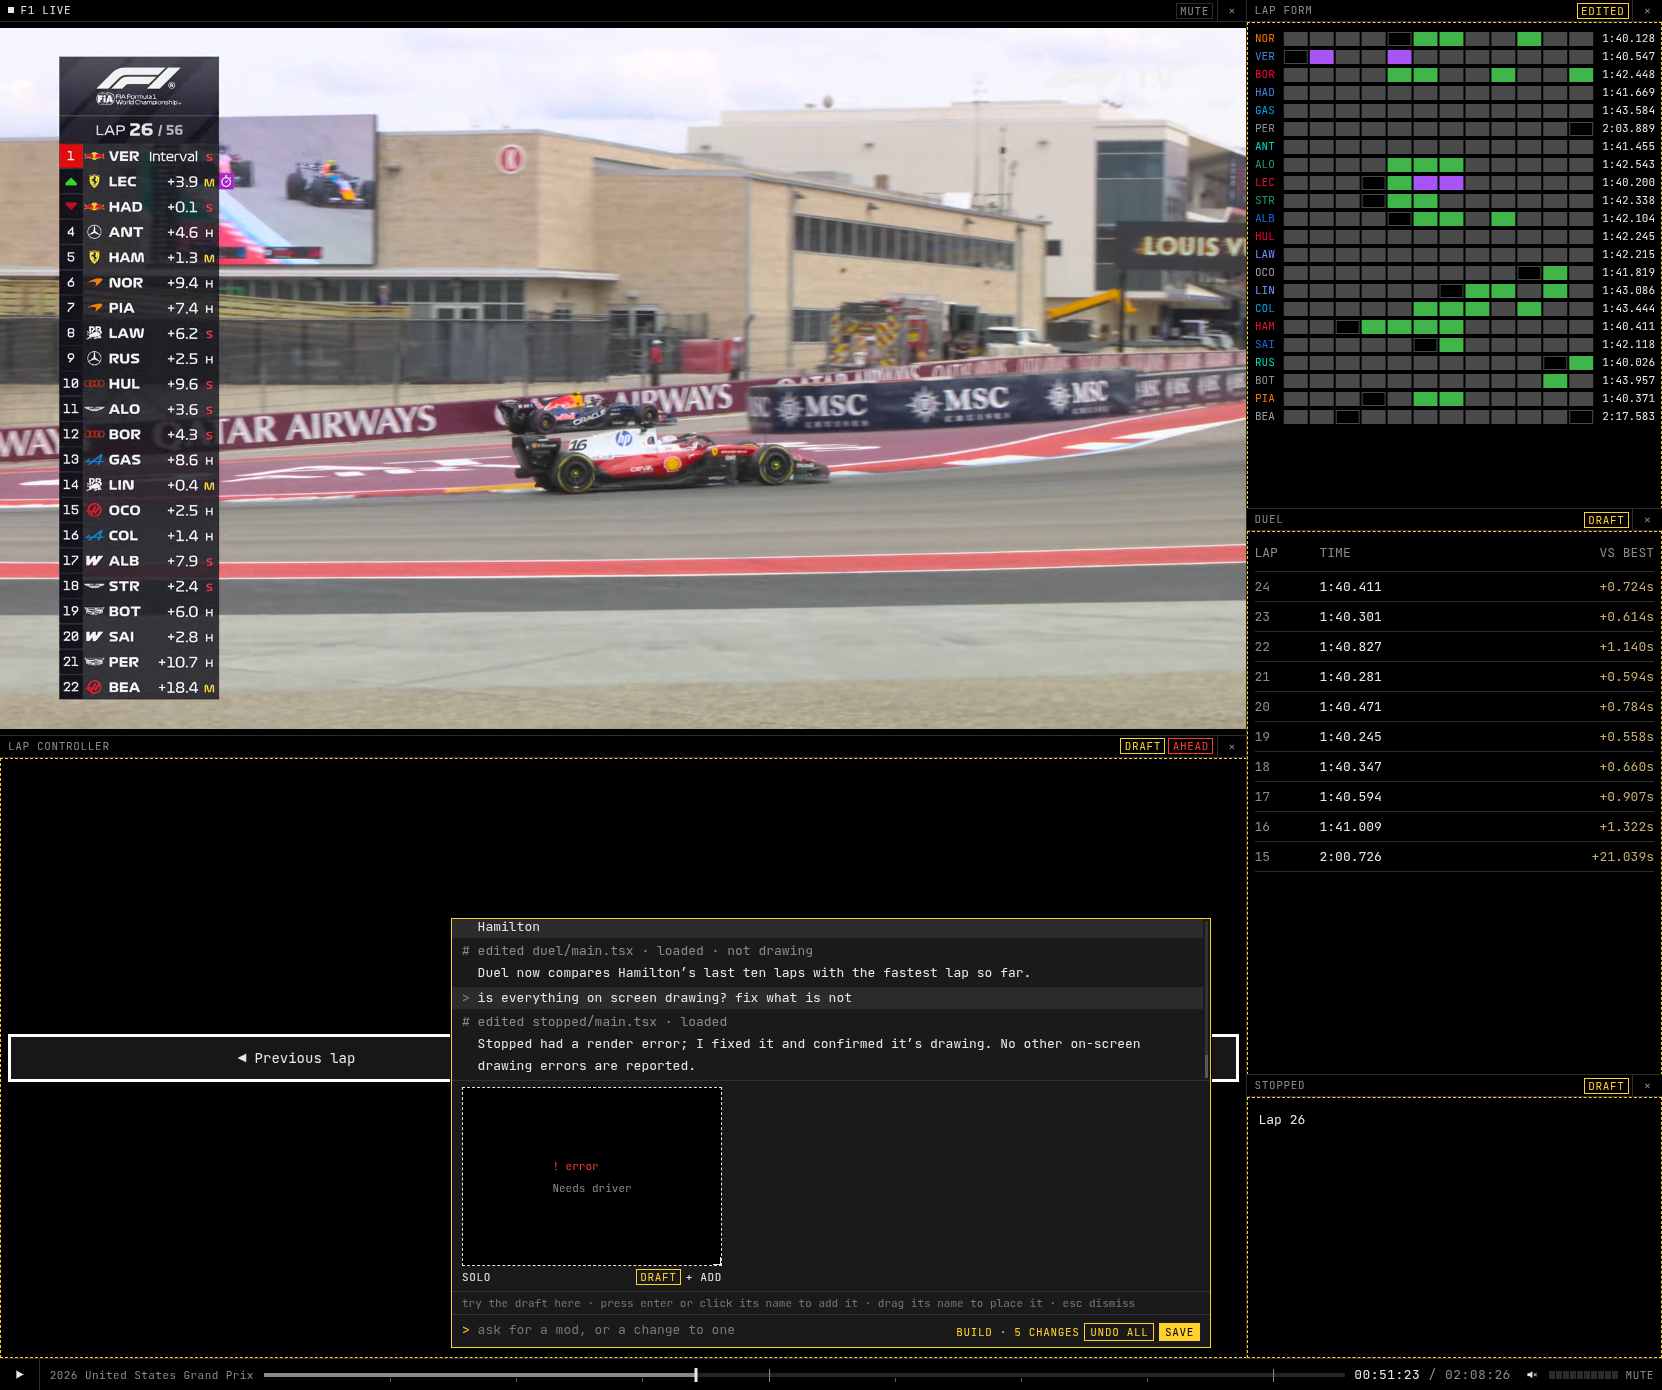 F1 LIVE
MUTE ×
FIA Formula 1
World Championship
LAP 26 / 56
1 VER Interval S
LEC +3.9 M
HAD +0.1 S
4 ANT +4.6 H
5 HAM +1.3 M
6 NOR +9.4 H
7 PIA +7.4 H
8 LAW +6.2 S
9 RUS +2.5 H
10 HUL +9.6 S
11 ALO +3.6 S
12 BOR +4.3 S
13 GAS +8.6 H
14 LIN +0.4 M
15 OCO +2.5 H
16 COL +1.4 H
17 ALB +7.9 S
18 STR +2.4 S
19 BOT +6.0 H
20 SAI +2.8 H
21 PER +10.7 H
22 BEA +18.4 M
LOUIS V
QATAR AIRWAYS
WAY
TAR AIRWAYS
AIRWAYS
MSC
CRUISES
MSC
MSC
ORACLE
16
hp
LAP FORM EDITED ×
NOR 1:40.128
VER 1:40.547
BOR 1:42.448
HAD 1:41.669
GAS 1:43.584
PER 2:03.889
ANT 1:41.455
ALO 1:42.543
LEC 1:40.200
STR 1:42.338
ALB 1:42.104
HUL 1:42.245
LAW 1:42.215
OCO 1:41.819
LIN 1:43.086
COL 1:43.444
HAM 1:40.411
SAI 1:42.118
RUS 1:40.026
BOT 1:43.957
PIA 1:40.371
BEA 2:17.583
DUEL DRAFT ×
LAP TIME VS BEST
24 1:40.411 +0.724s
23 1:40.301 +0.614s
22 1:40.827 +1.140s
21 1:40.281 +0.594s
20 1:40.471 +0.784s
19 1:40.245 +0.558s
18 1:40.347 +0.660s
17 1:40.594 +0.907s
16 1:41.009 +1.322s
15 2:00.726 +21.039s
STOPPED DRAFT ×
Lap 26
LAP CONTROLLER DRAFT AHEAD ×
◄ Previous lap
Hamilton
# edited duel/main.tsx · loaded · not drawing
Duel now compares Hamilton’s last ten laps with the fastest lap so far.
> is everything on screen drawing? fix what is not
# edited stopped/main.tsx · loaded
Stopped had a render error; I fixed it and confirmed it’s drawing. No other on-screen
drawing errors are reported.
! error
Needs driver
SOLO DRAFT + ADD
try the draft here · press enter or click its name to add it · drag its name to place it · esc dismiss
> ask for a mod, or a change to one
BUILD · 5 CHANGES UNDO ALL SAVE
2026 United States Grand Prix
00:51:23 / 02:08:26
MUTE